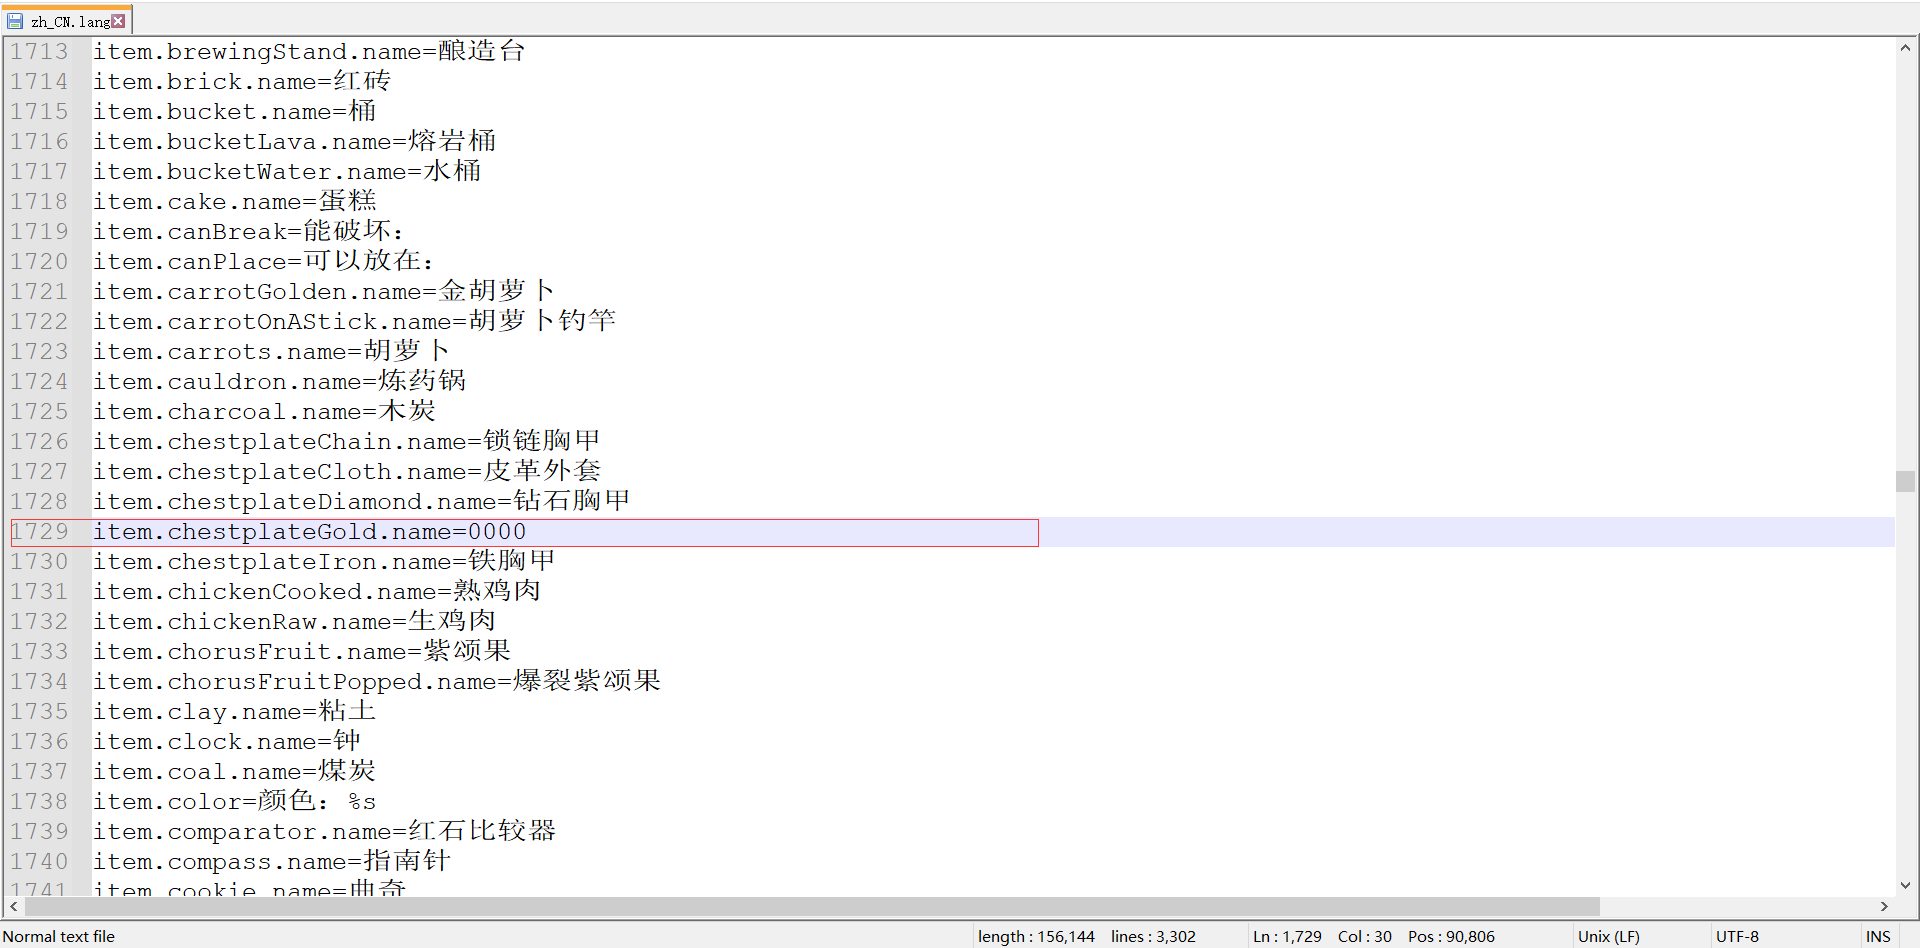 zh_CN.lang
1713 item.brewingStand.name=酿造台
1714 item.brick.name=红砖
1715 item.bucket.name=桶
1716 item.bucketLava.name=熔岩桶
1717 item.bucketWater.name=水桶
1718 item.cake.name=蛋糕
1719 item.canBreak=能破坏：
1720 item.canPlace=可以放在：
1721 item.carrotGolden.name=金胡萝卜
1722 item.carrotOnAStick.name=胡萝卜钓竿
1723 item.carrots.name=胡萝卜
1724 item.cauldron.name=炼药锅
1725 item.charcoal.name=木炭
1726 item.chestplateChain.name=锁链胸甲
1727 item.chestplateCloth.name=皮革外套
1728 item.chestplateDiamond.name=钻石胸甲
1729 item.chestplateGold.name=0000
1730 item.chestplateIron.name=铁胸甲
1731 item.chickenCooked.name=熟鸡肉
1732 item.chickenRaw.name=生鸡肉
1733 item.chorusFruit.name=紫颂果
1734 item.chorusFruitPopped.name=爆裂紫颂果
1735 item.clay.name=粘土
1736 item.clock.name=钟
1737 item.coal.name=煤炭
1738 item.color=颜色：%s
1739 item.comparator.name=红石比较器
1740 item.compass.name=指南针
1741 item.cookie.name=曲奇
Normal text file length : 156,144 lines : 3,302 Ln : 1,729 Col : 30 Pos : 90,806 Unix (LF) UTF-8 INS